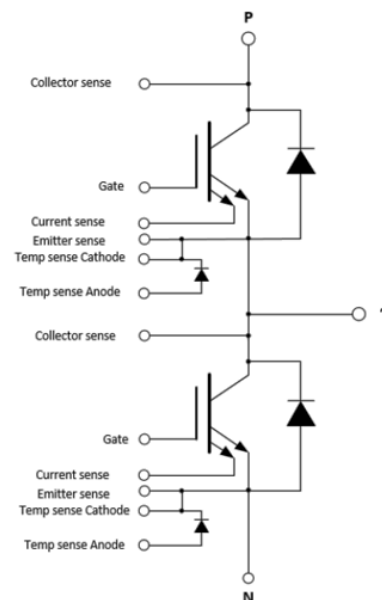 P
Collector sense
Gate
Current sense
Emitter sense
Temp sense Cathode
Temp sense Anode
Collector sense
Gate
Current sense
Emitter sense
Temp sense Cathode
Temp sense Anode
N